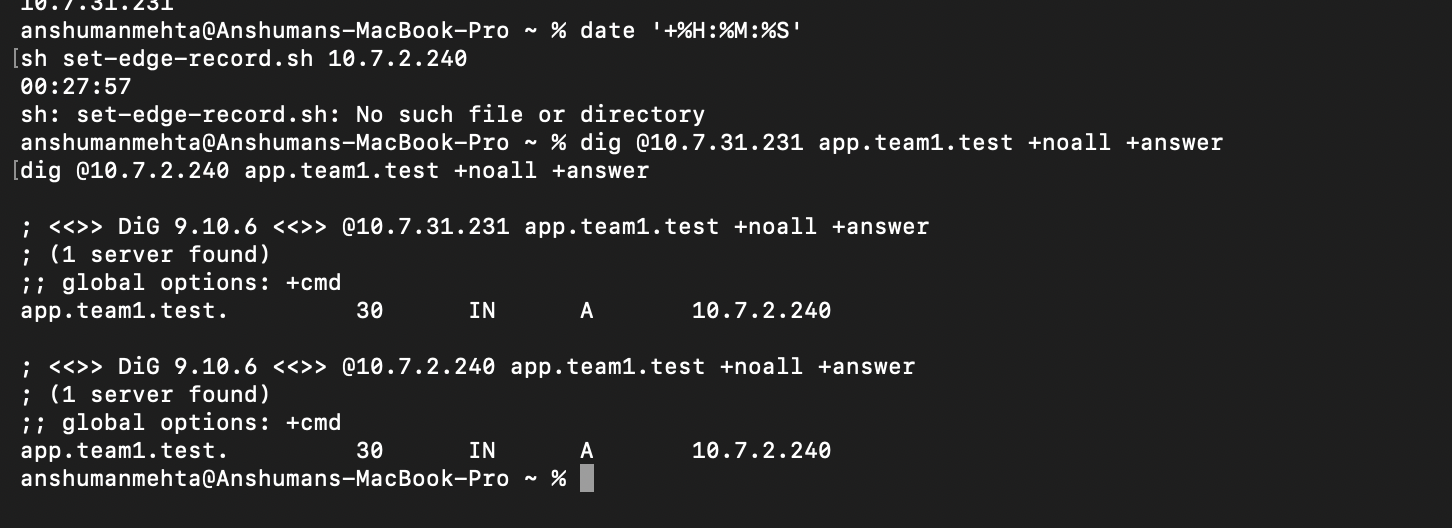 10.7.31.231
anshumanmehta@Anshumans-MacBook-Pro ~ % date '+%H:%M:%S'
[sh set-edge-record.sh 10.7.2.240
00:27:57
sh: set-edge-record.sh: No such file or directory
anshumanmehta@Anshumans-MacBook-Pro ~ % dig @10.7.31.231 app.team1.test +noall +answer
[dig @10.7.2.240 app.team1.test +noall +answer
; <<>> DiG 9.10.6 <<>> @10.7.31.231 app.team1.test +noall +answer
; (1 server found)
;; global options: +cmd
app.team1.test. 30 IN A 10.7.2.240
; <<>> DiG 9.10.6 <<>> @10.7.2.240 app.team1.test +noall +answer
; (1 server found)
;; global options: +cmd
app.team1.test. 30 IN A 10.7.2.240
anshumanmehta@Anshumans-MacBook-Pro ~ %